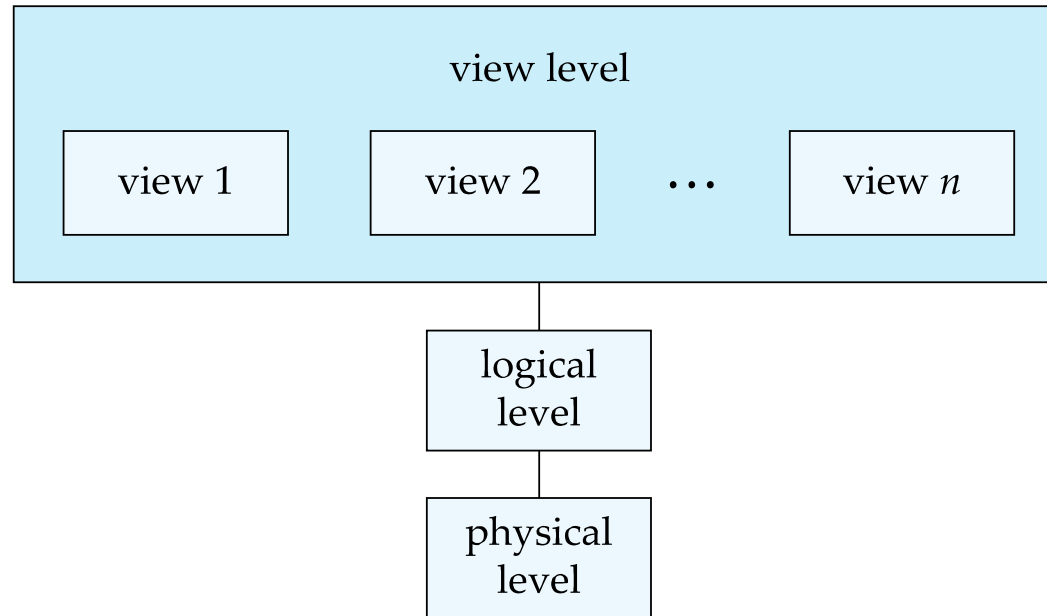 view level
view 1
view 2
...
view n
logical
level
physical
level